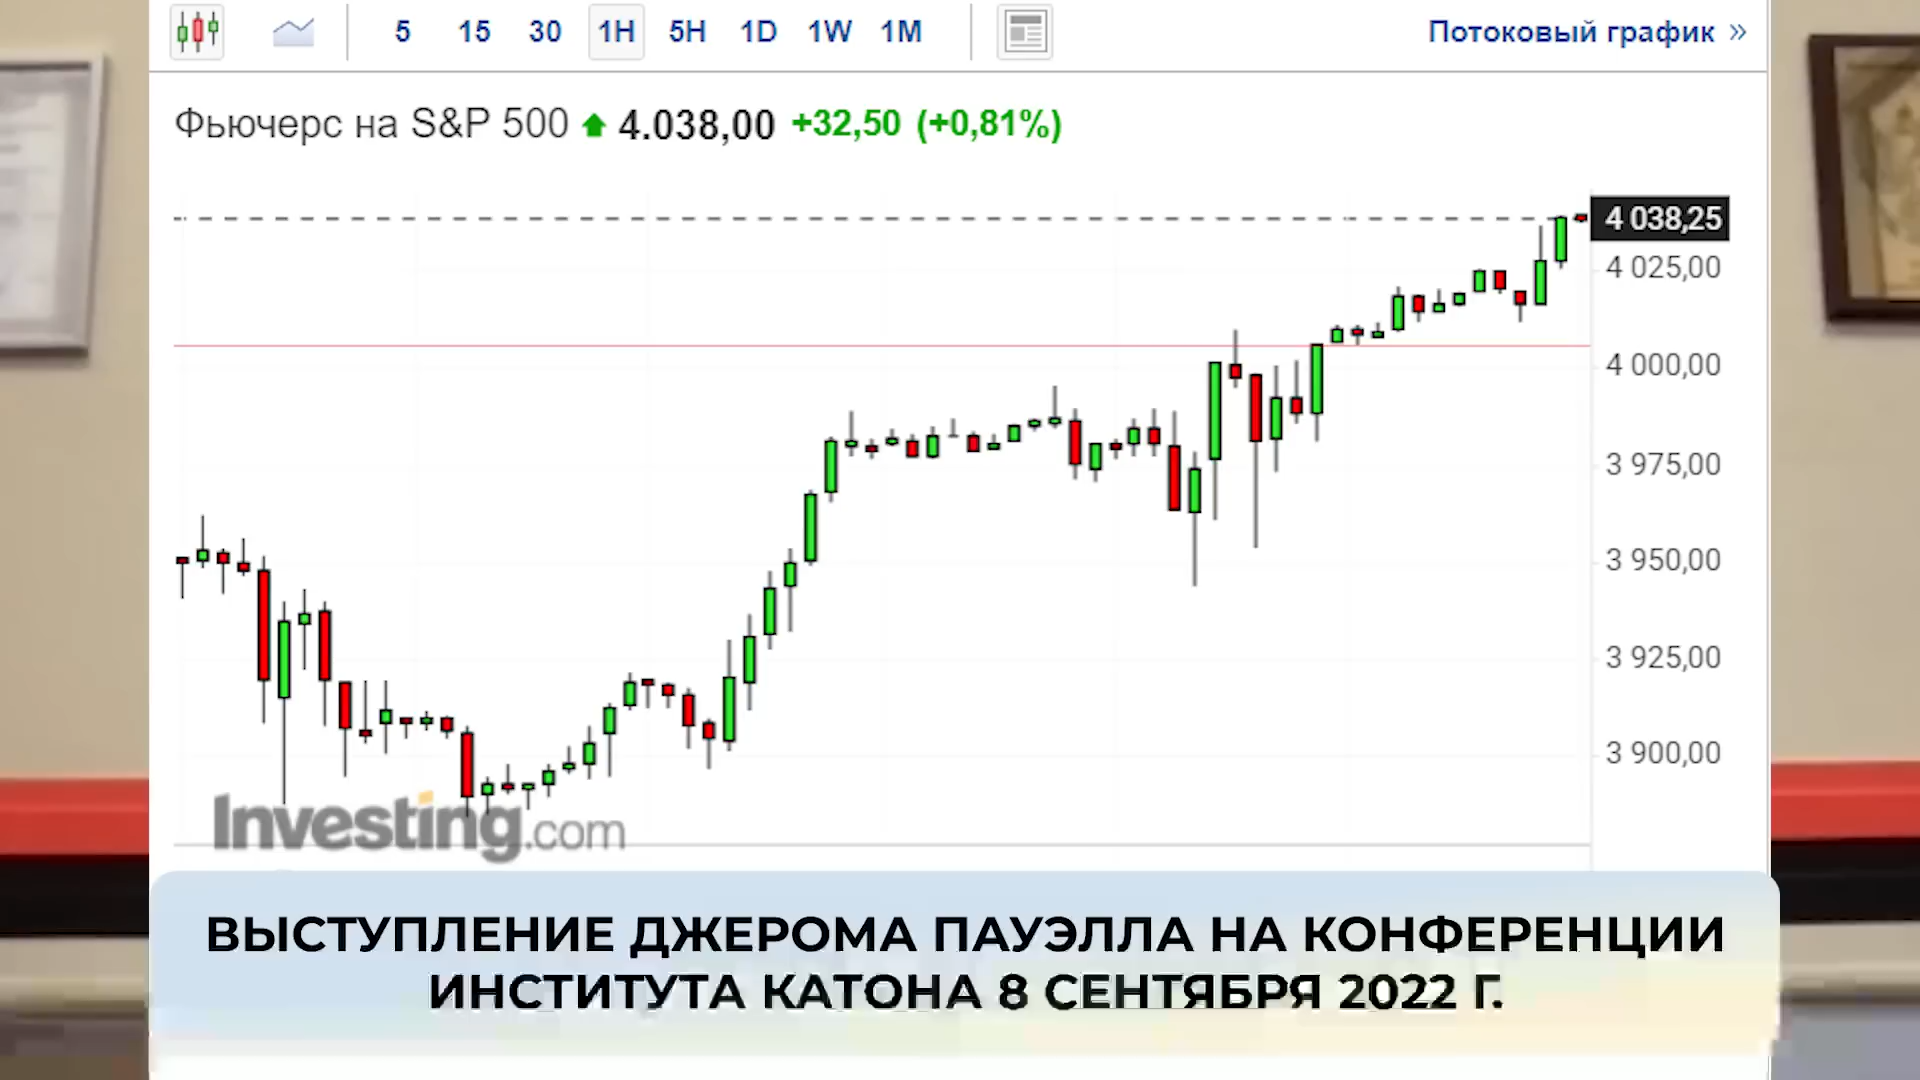 5 15 30 1H 5H 1D 1W 1M Потоковый график »
Фьючерс на S&P 500 4.038,00 +32,50 (+0,81%)
4 038,25
4 025,00
4 000,00
3 975,00
3 950,00
3 925,00
3 900,00
Investing.com
ВЫСТУПЛЕНИЕ ДЖЕРОМА ПАУЭЛЛА НА КОНФЕРЕНЦИИ
ИНСТИТУТА КАТОНА 8 СЕНТЯБРЯ 2022 Г.